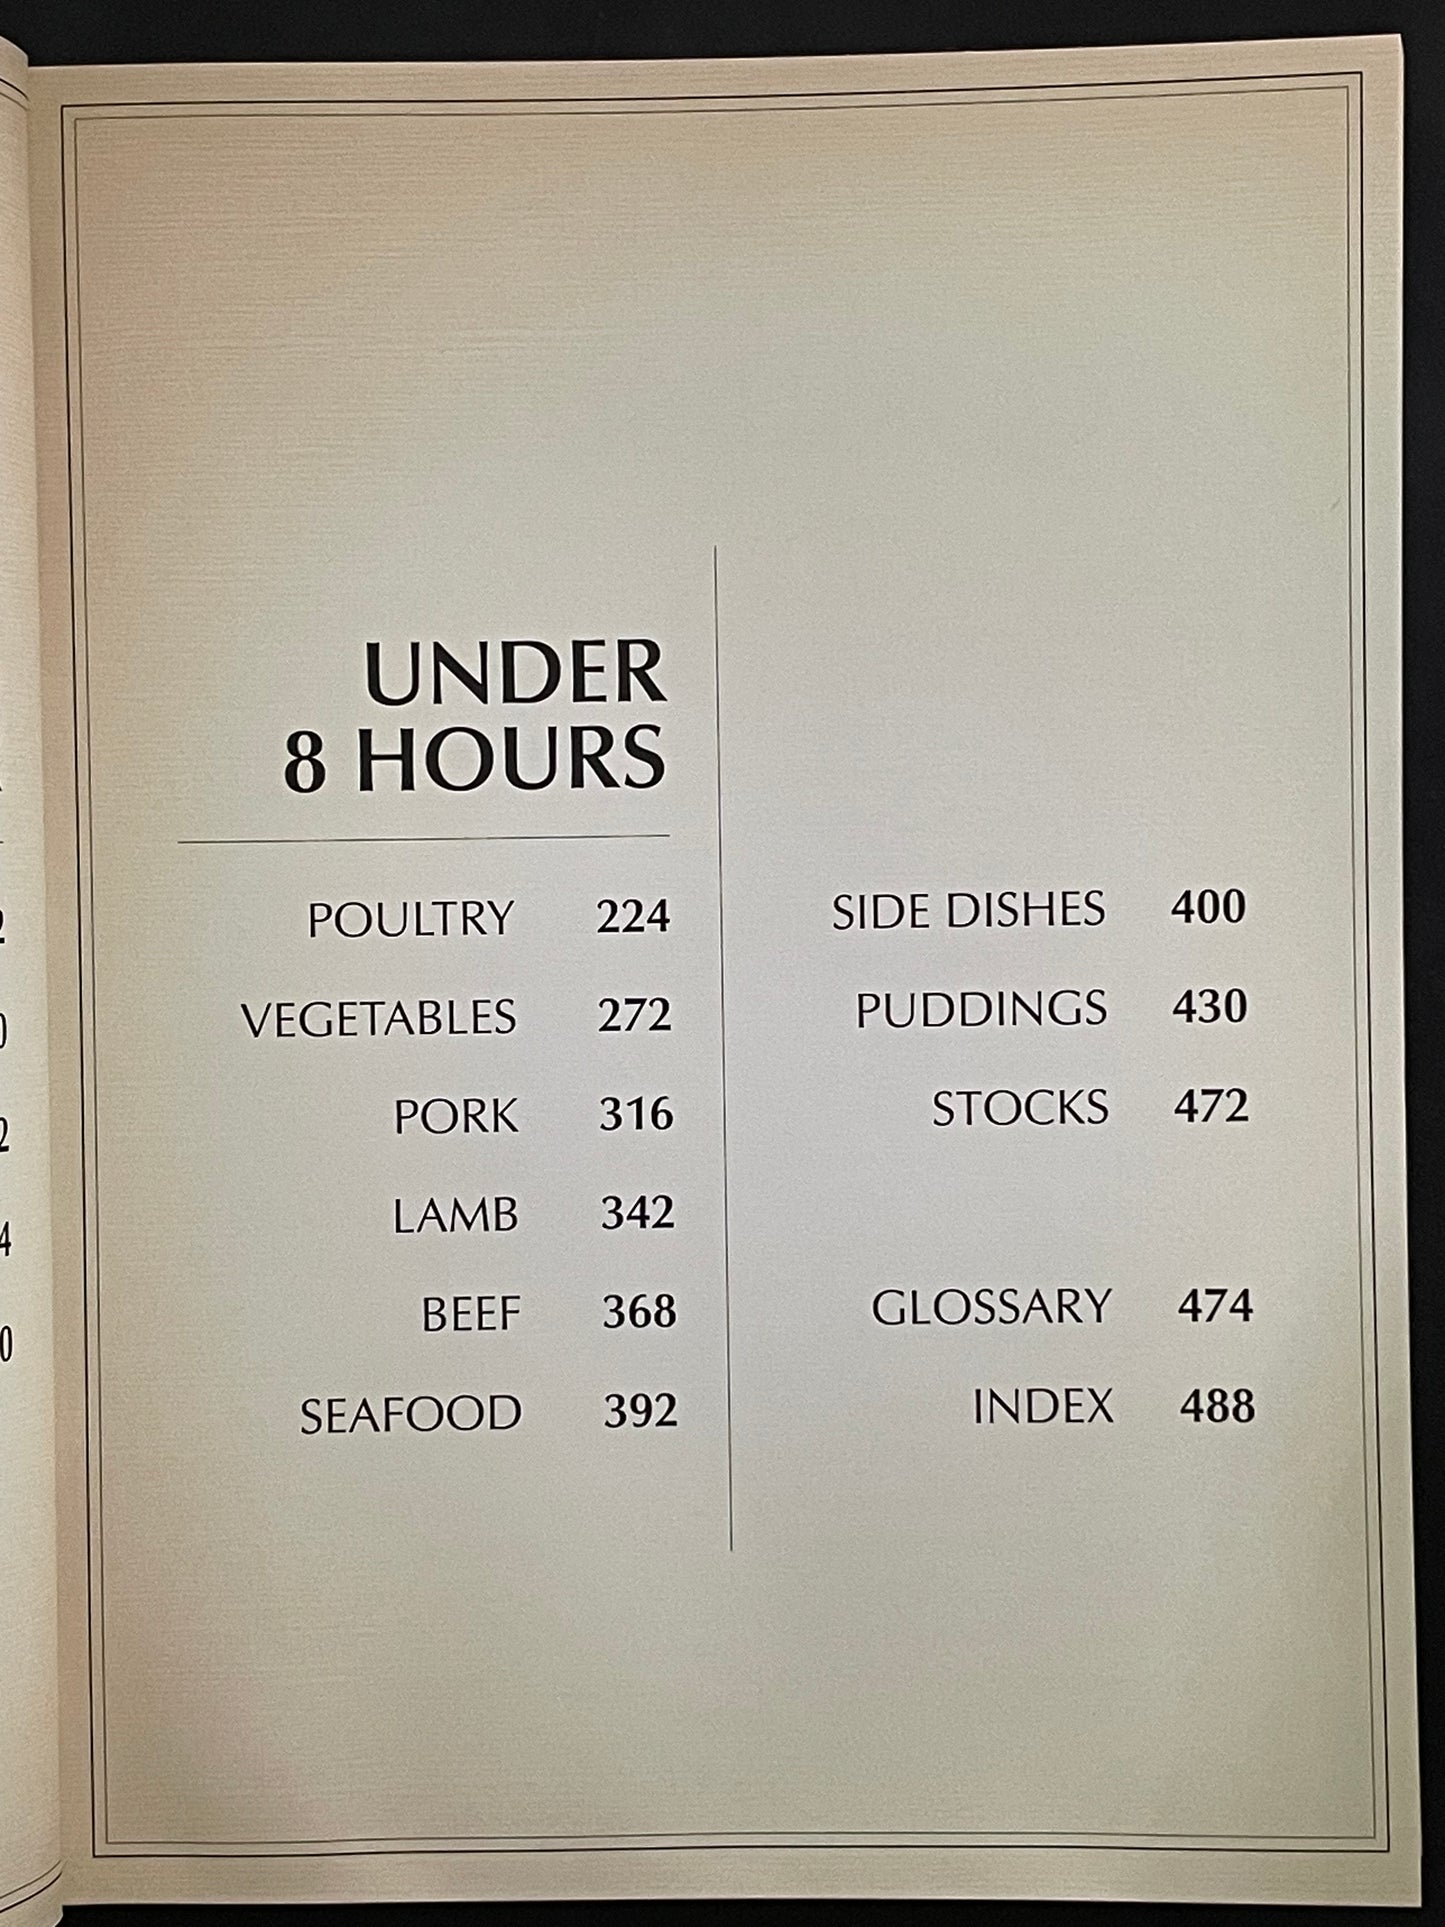 UNDER
8 HOURS
POULTRY 224
VEGETABLES 272
PORK 316
LAMB 342
BEEF 368
SEAFOOD 392
SIDE DISHES 400
PUDDINGS 430
STOCKS 472
GLOSSARY 474
INDEX 488